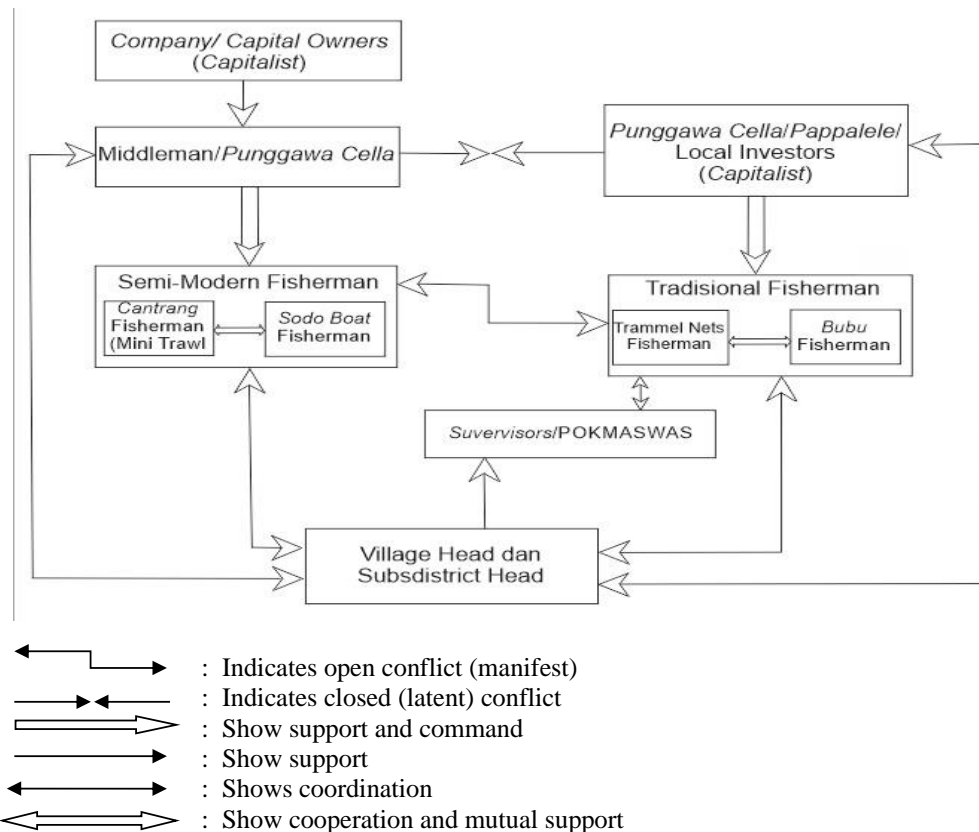 Company/ Capital Owners
(Capitalist)
Middleman/Punggawa Cella
Punggawa Cella/Pappalele/
Local Investors
(Capitalist)
Semi-Modern Fisherman
Cantrang
Fisherman
(Mini Trawl
Sodo Boat
Fisherman
Tradisional Fisherman
Trammel Nets
Fisherman
Bubu
Fisherman
Suvervisors/POKMASWAS
Village Head dan
Subsdistrict Head
: Indicates open conflict (manifest)
: Indicates closed (latent) conflict
: Show support and command
: Show support
: Shows coordination
: Show cooperation and mutual support